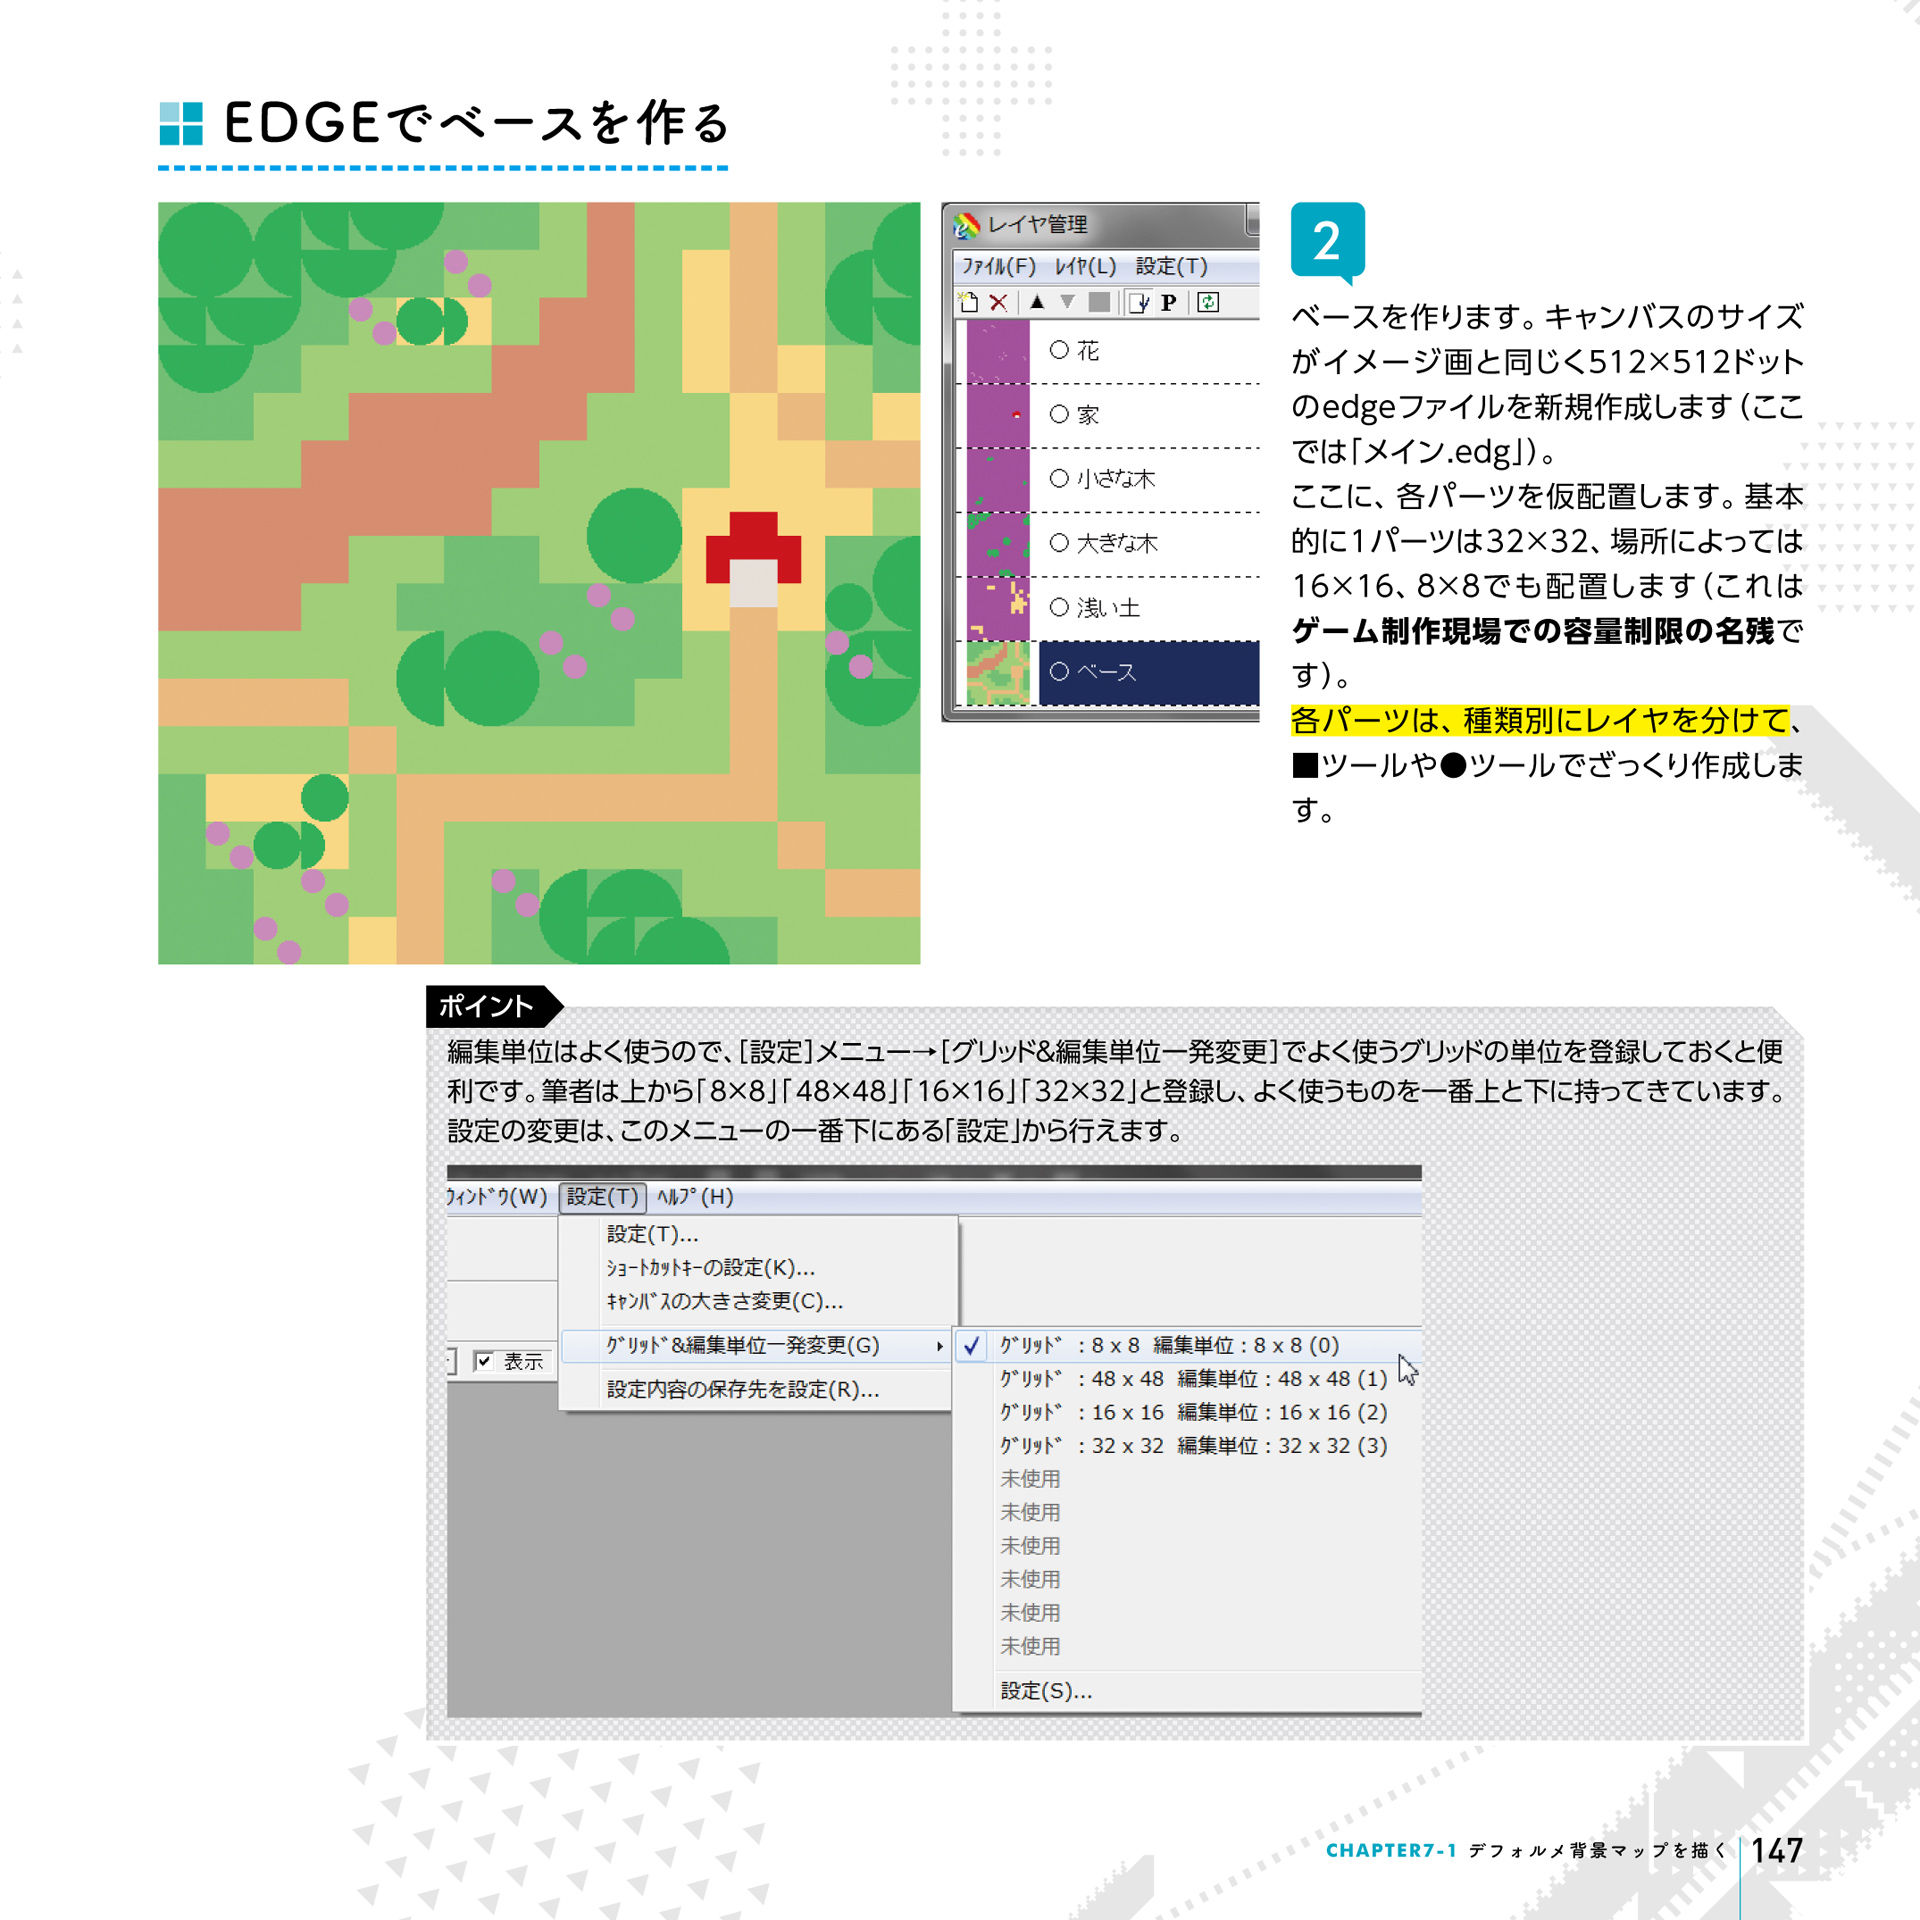 EDGEでベースを作る
レイヤ管理
ﾌｧｲﾙ(F) ﾚｲﾔ(L) 設定(T)
P
花
家
小さな木
大きな木
浅い土
ベース
2
ベースを作ります。キャンバスのサイズ
がイメージ画と同じく512×512ドット
のedgeファイルを新規作成します（ここ
では「メイン.edg」）。
ここに、各パーツを仮配置します。基本
的に1パーツは32×32、場所によっては
16×16、8×8でも配置します（これは
ゲーム制作現場での容量制限の名残で
す）。
各パーツは、種類別にレイヤを分けて、
■ツールや●ツールでざっくり作成しま
す。
ポイント
編集単位はよく使うので、［設定］メニュー→［グリッド&編集単位一発変更］でよく使うグリッドの単位を登録しておくと便
利です。筆者は上から「8×8」「48×48」「16×16」「32×32」と登録し、よく使うものを一番上と下に持ってきています。
設定の変更は、このメニューの一番下にある「設定」から行えます。
ｳｨﾝﾄﾞｳ(W) 設定(T) ﾍﾙﾌﾟ(H)
設定(T)...
ｼｮｰﾄｶｯﾄｷｰの設定(K)...
ｷｬﾝﾊﾞｽの大きさ変更(C)...
ｸﾞﾘｯﾄﾞ&編集単位一発変更(G)
設定内容の保存先を設定(R)...
表示
ｸﾞﾘｯﾄﾞ : 8 x 8 編集単位 : 8 x 8 (0)
ｸﾞﾘｯﾄﾞ : 48 x 48 編集単位 : 48 x 48 (1)
ｸﾞﾘｯﾄﾞ : 16 x 16 編集単位 : 16 x 16 (2)
ｸﾞﾘｯﾄﾞ : 32 x 32 編集単位 : 32 x 32 (3)
未使用
未使用
未使用
未使用
未使用
未使用
設定(S)...
CHAPTER7-1 デフォルメ背景マップを描く 147